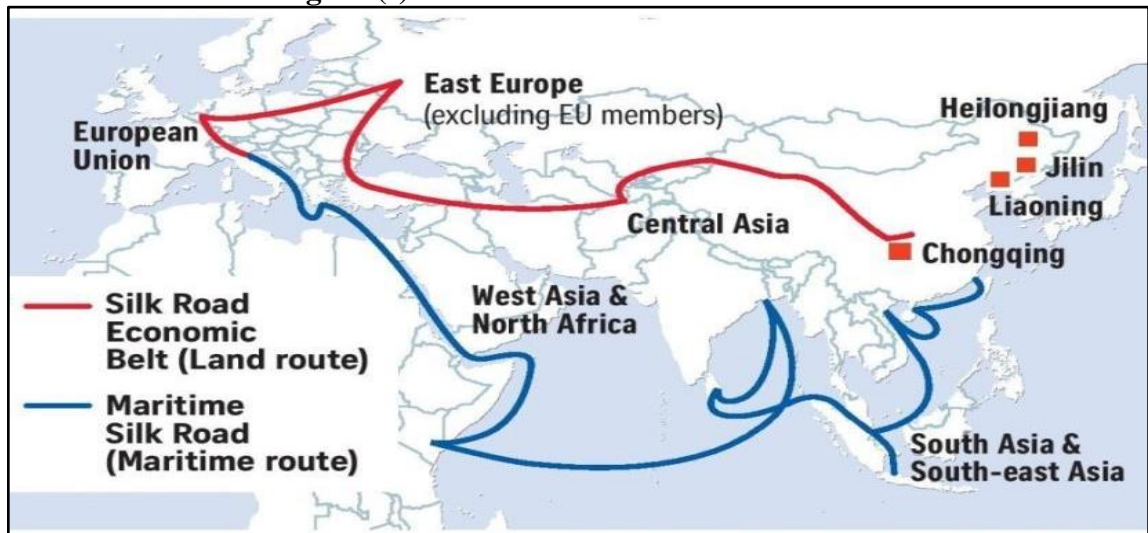 East Europe
(excluding EU members)
European
Union
Heilongjiang
Jilin
Liaoning
Central Asia
Chongqing
West Asia &
North Africa
Silk Road
Economic
Belt (Land route)
Maritime
Silk Road
(Maritime route)
South Asia &
South-east Asia